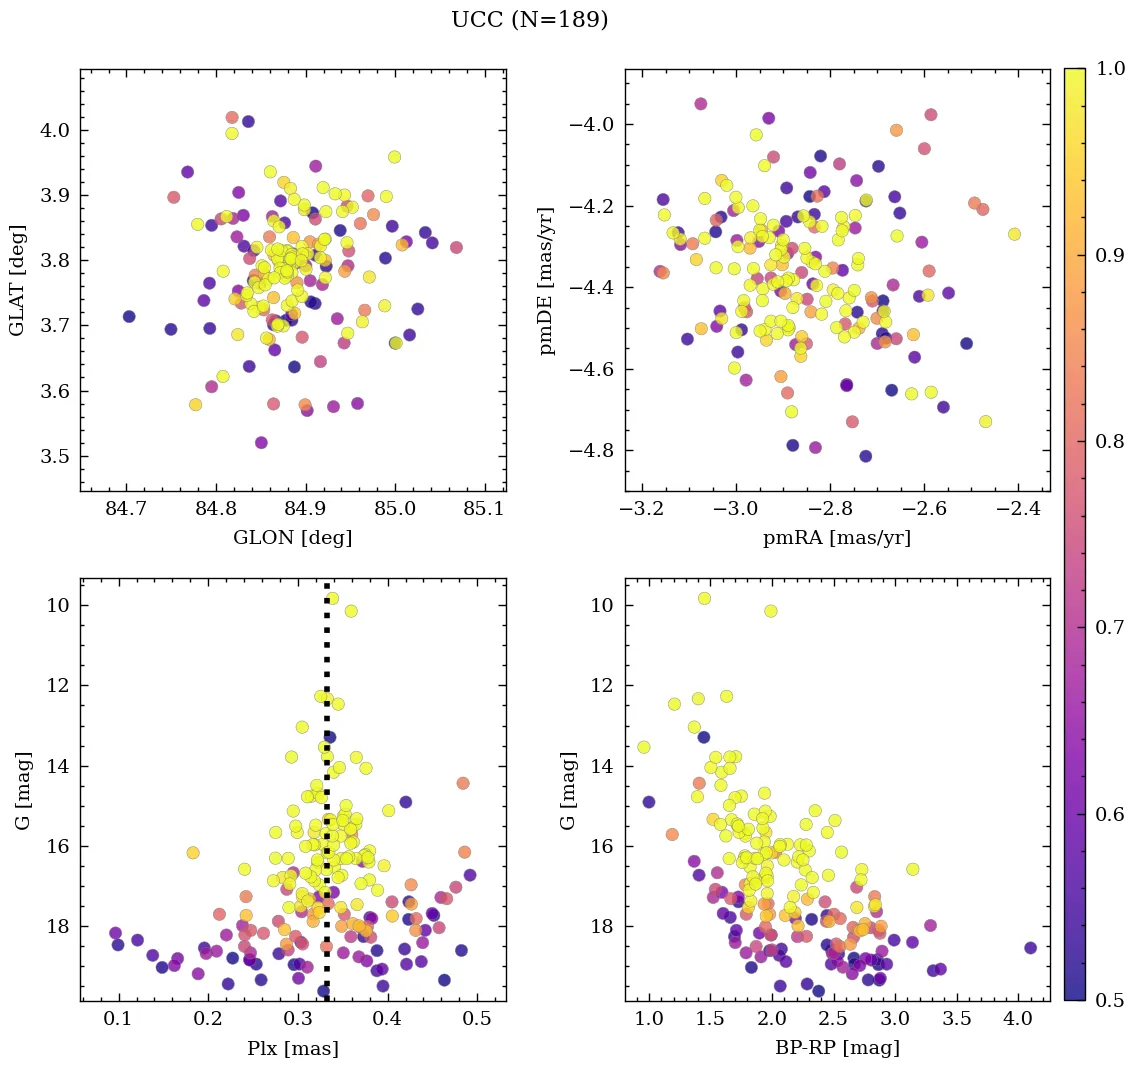 UCC (N=189)
4.0
3.9
3.8
3.7
3.6
3.5
GLAT [deg]
84.7 84.8 84.9 85.0 85.1
GLON [deg]
−4.0
−4.2
−4.4
−4.6
−4.8
pmDE [mas/yr]
−3.2 −3.0 −2.8 −2.6 −2.4
pmRA [mas/yr]
1.0
0.9
0.8
0.7
0.6
0.5
10
12
14
16
18
G [mag]
0.1 0.2 0.3 0.4 0.5
Plx [mas]
10
12
14
16
18
G [mag]
1.0 1.5 2.0 2.5 3.0 3.5 4.0
BP-RP [mag]